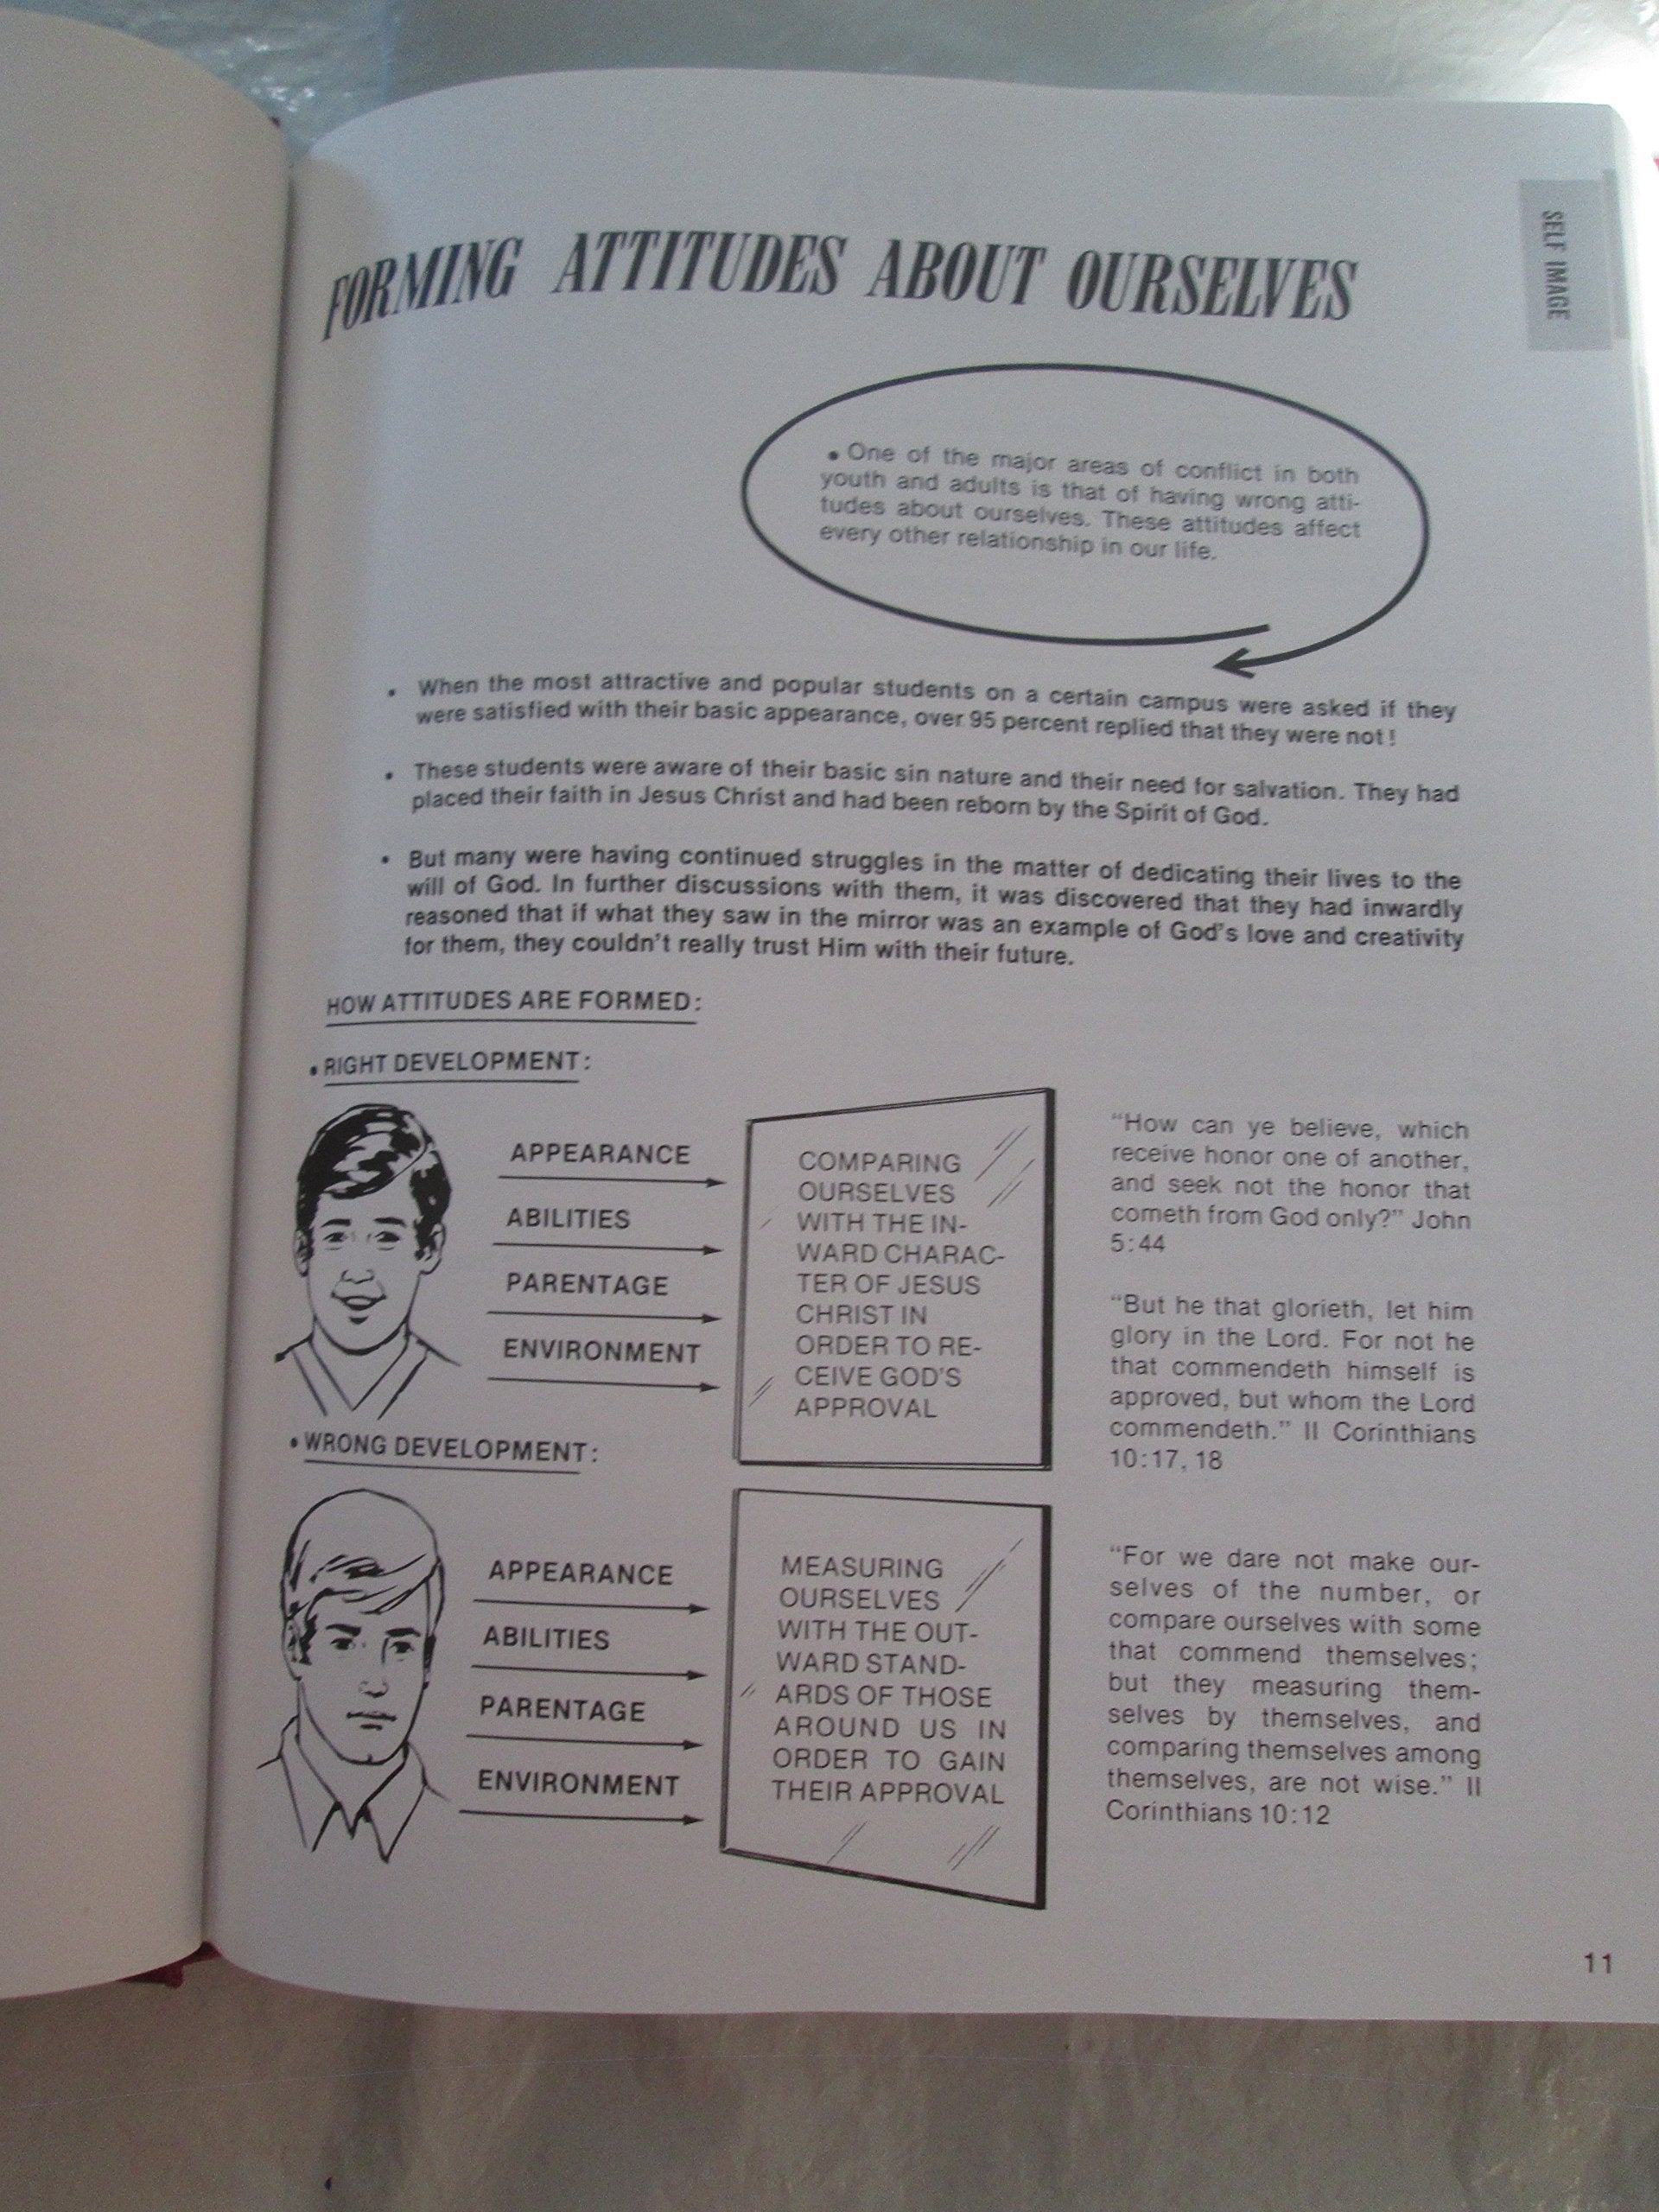 SELF IMAGE
FORMING ATTITUDES ABOUT OURSELVES
• One of the major areas of conflict in both
youth and adults is that of having wrong atti-
tudes about ourselves. These attitudes affect
every other relationship in our life.
• When the most attractive and popular students on a certain campus were asked if they
were satisfied with their basic appearance, over 95 percent replied that they were not!
• These students were aware of their basic sin nature and their need for salvation. They had
placed their faith in Jesus Christ and had been reborn by the Spirit of God.
• But many were having continued struggles in the matter of dedicating their lives to the
will of God. In further discussions with them, it was discovered that they had inwardly
reasoned that if what they saw in the mirror was an example of God's love and creativity
for them, they couldn't really trust Him with their future.
HOW ATTITUDES ARE FORMED:
• RIGHT DEVELOPMENT:
APPEARANCE
ABILITIES
PARENTAGE
ENVIRONMENT
COMPARING
OURSELVES
WITH THE IN-
WARD CHARAC-
TER OF JESUS
CHRIST IN
ORDER TO RE-
CEIVE GOD'S
APPROVAL
"How can ye believe, which
receive honor one of another,
and seek not the honor that
cometh from God only?" John
5:44
"But he that glorieth, let him
glory in the Lord. For not he
that commendeth himself is
approved, but whom the Lord
commendeth." II Corinthians
10:17, 18
• WRONG DEVELOPMENT:
APPEARANCE
ABILITIES
PARENTAGE
ENVIRONMENT
MEASURING
OURSELVES
WITH THE OUT-
WARD STAND-
ARDS OF THOSE
AROUND US IN
ORDER TO GAIN
THEIR APPROVAL
"For we dare not make our-
selves of the number, or
compare ourselves with some
that commend themselves;
but they measuring them-
selves by themselves, and
comparing themselves among
themselves, are not wise." II
Corinthians 10:12
11